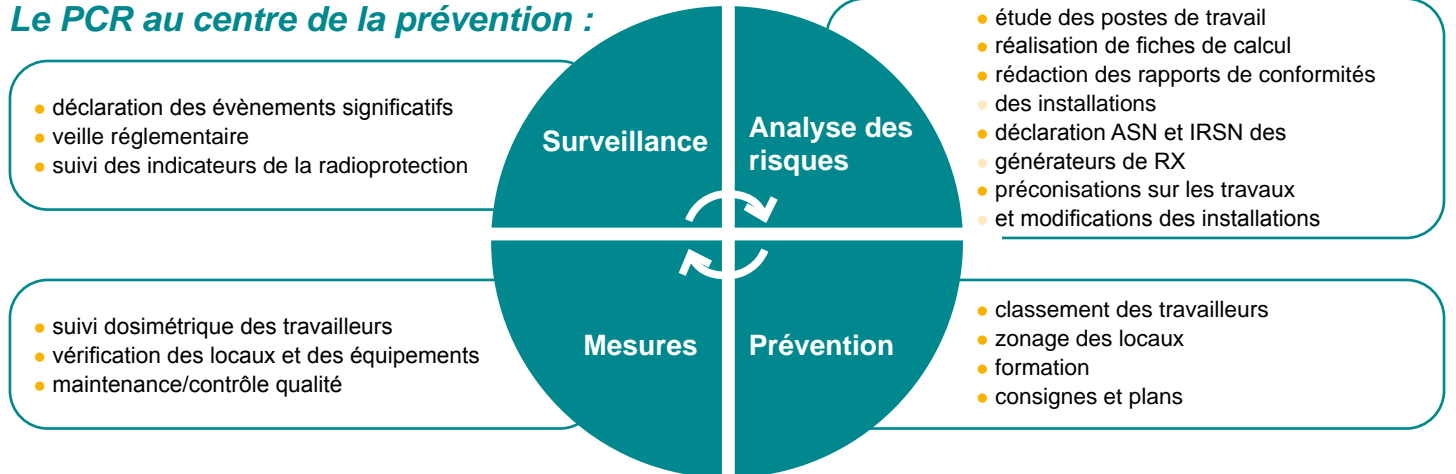 Le PCR au centre de la prévention :
● déclaration des évènements significatifs
● veille réglementaire
● suivi des indicateurs de la radioprotection
Surveillance
Analyse des
risques
● étude des postes de travail
● réalisation de fiches de calcul
● rédaction des rapports de conformités
● des installations
● déclaration ASN et IRSN des
● générateurs de RX
● préconisations sur les travaux
● et modifications des installations
● suivi dosimétrique des travailleurs
● vérification des locaux et des équipements
● maintenance/contrôle qualité
Mesures
Prévention
● classement des travailleurs
● zonage des locaux
● formation
● consignes et plans